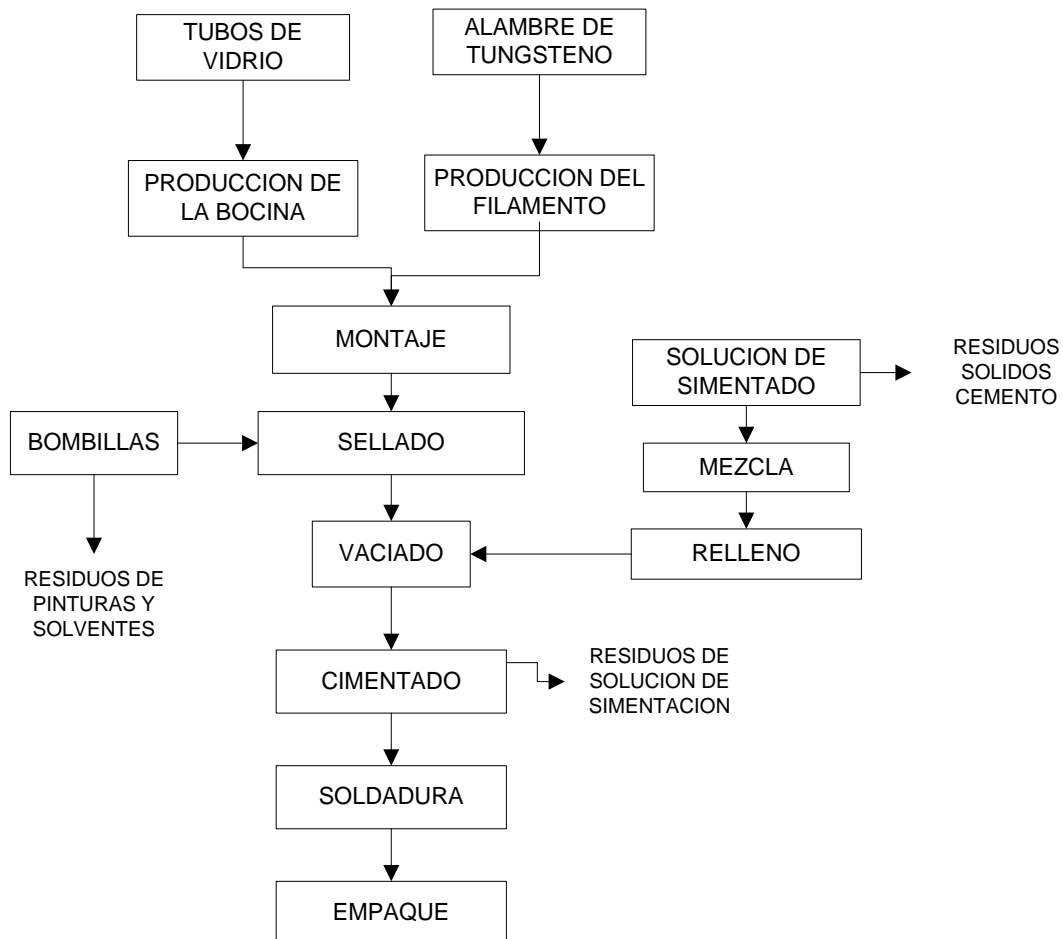 TUBOS DE
VIDRIO
ALAMBRE DE
TUNGSTENO
PRODUCCION DE
LA BOCINA
PRODUCCION DEL
FILAMENTO
MONTAJE
SOLUCION DE
SIMENTADO
RESIDUOS
SOLIDOS
CEMENTO
BOMBILLAS
SELLADO
MEZCLA
VACIADO
RELLENO
RESIDUOS DE
PINTURAS Y
SOLVENTES
CIMENTADO
RESIDUOS DE
SOLUCION DE
SIMENTACION
SOLDADURA
EMPAQUE